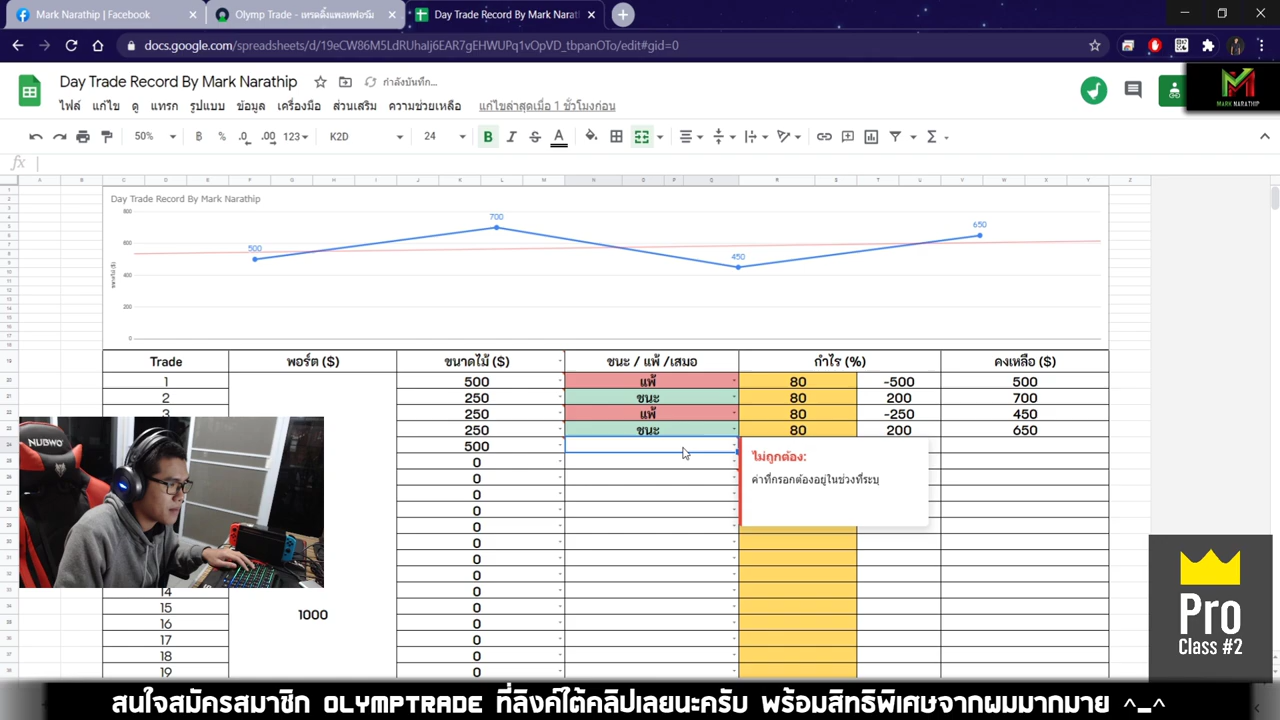 Mark Narathip | Facebook
Olymp Trade - เทรดดิ้งแพลทฟอร์ม
Day Trade Record By Mark Narat
docs.google.com/spreadsheets/d/19eCW86M5LdRUhaIj6EAR7gEHWUPq1vOpVD_tbpanOTo/edit#gid=0
Day Trade Record By Mark Narathip
กำลังบันทึก...
ไฟล์ แก้ไข ดู แทรก รูปแบบ ข้อมูล เครื่องมือ ส่วนเสริม ความช่วยเหลือ แก้ไขล่าสุดเมื่อ 1 ชั่วโมงก่อน
MARK NARATHIP
50% ฿ % .0 .00 123 K2D 24 B I S A
fx
Day Trade Record By Mark Narathip
800
600
400
200
0
500 700 450 650
Trade พอร์ต ($) ขนาดไม้ ($) ชนะ / แพ้ /เสมอ กำไร (%) คงเหลือ ($)
1 500 แพ้ 80 -500 500
2 250 ชนะ 80 200 700
3 250 แพ้ 80 -250 450
250 ชนะ 80 200 650
500
0
0
0
0
0
0
0
0
14 0
15 0
1000
16 0
17 0
18 0
19 0
ไม่ถูกต้อง:
ค่าที่กรอกต้องอยู่ในช่วงที่ระบุ
NUBWO
Pro
Class #2
สนใจสมัครสมาชิก OLYMPTRADE ที่ลิงค์ใต้คลิปเลยนะครับ พร้อมสิทธิพิเศษจากผมมากมาย ^_^